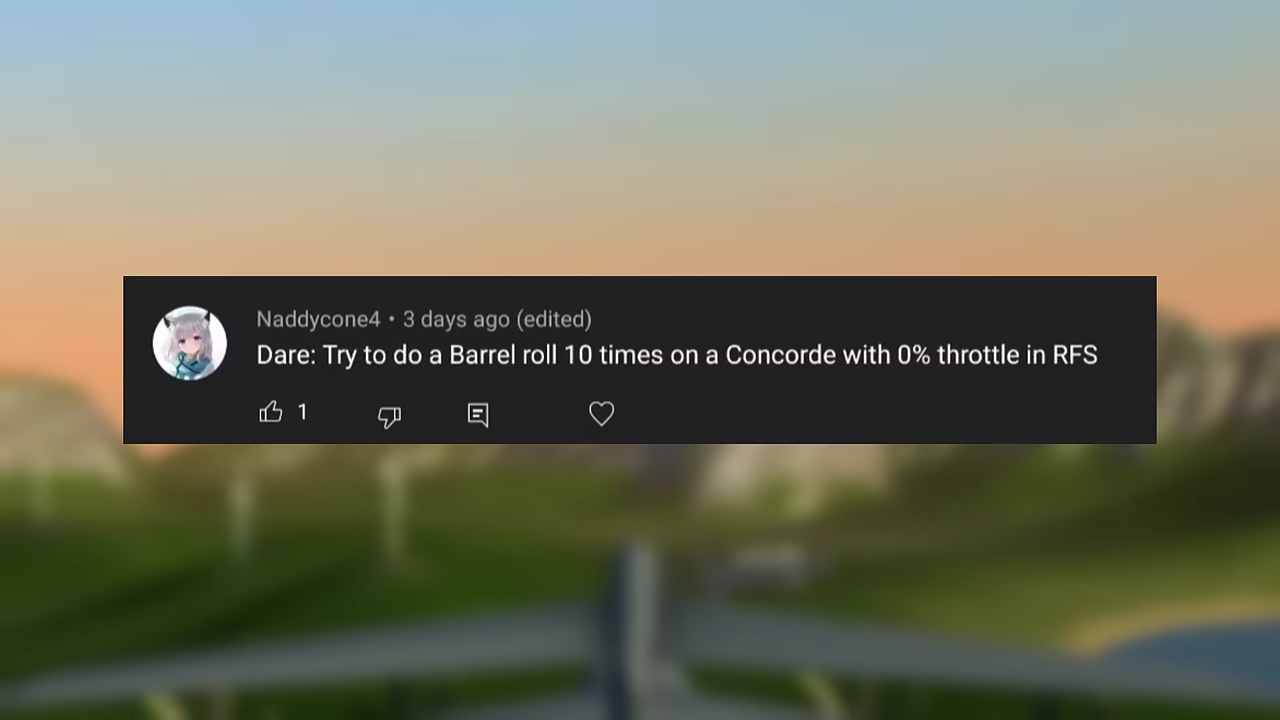 Naddycone4 • 3 days ago (edited)
Dare: Try to do a Barrel roll 10 times on a Concorde with 0% throttle in RFS
1